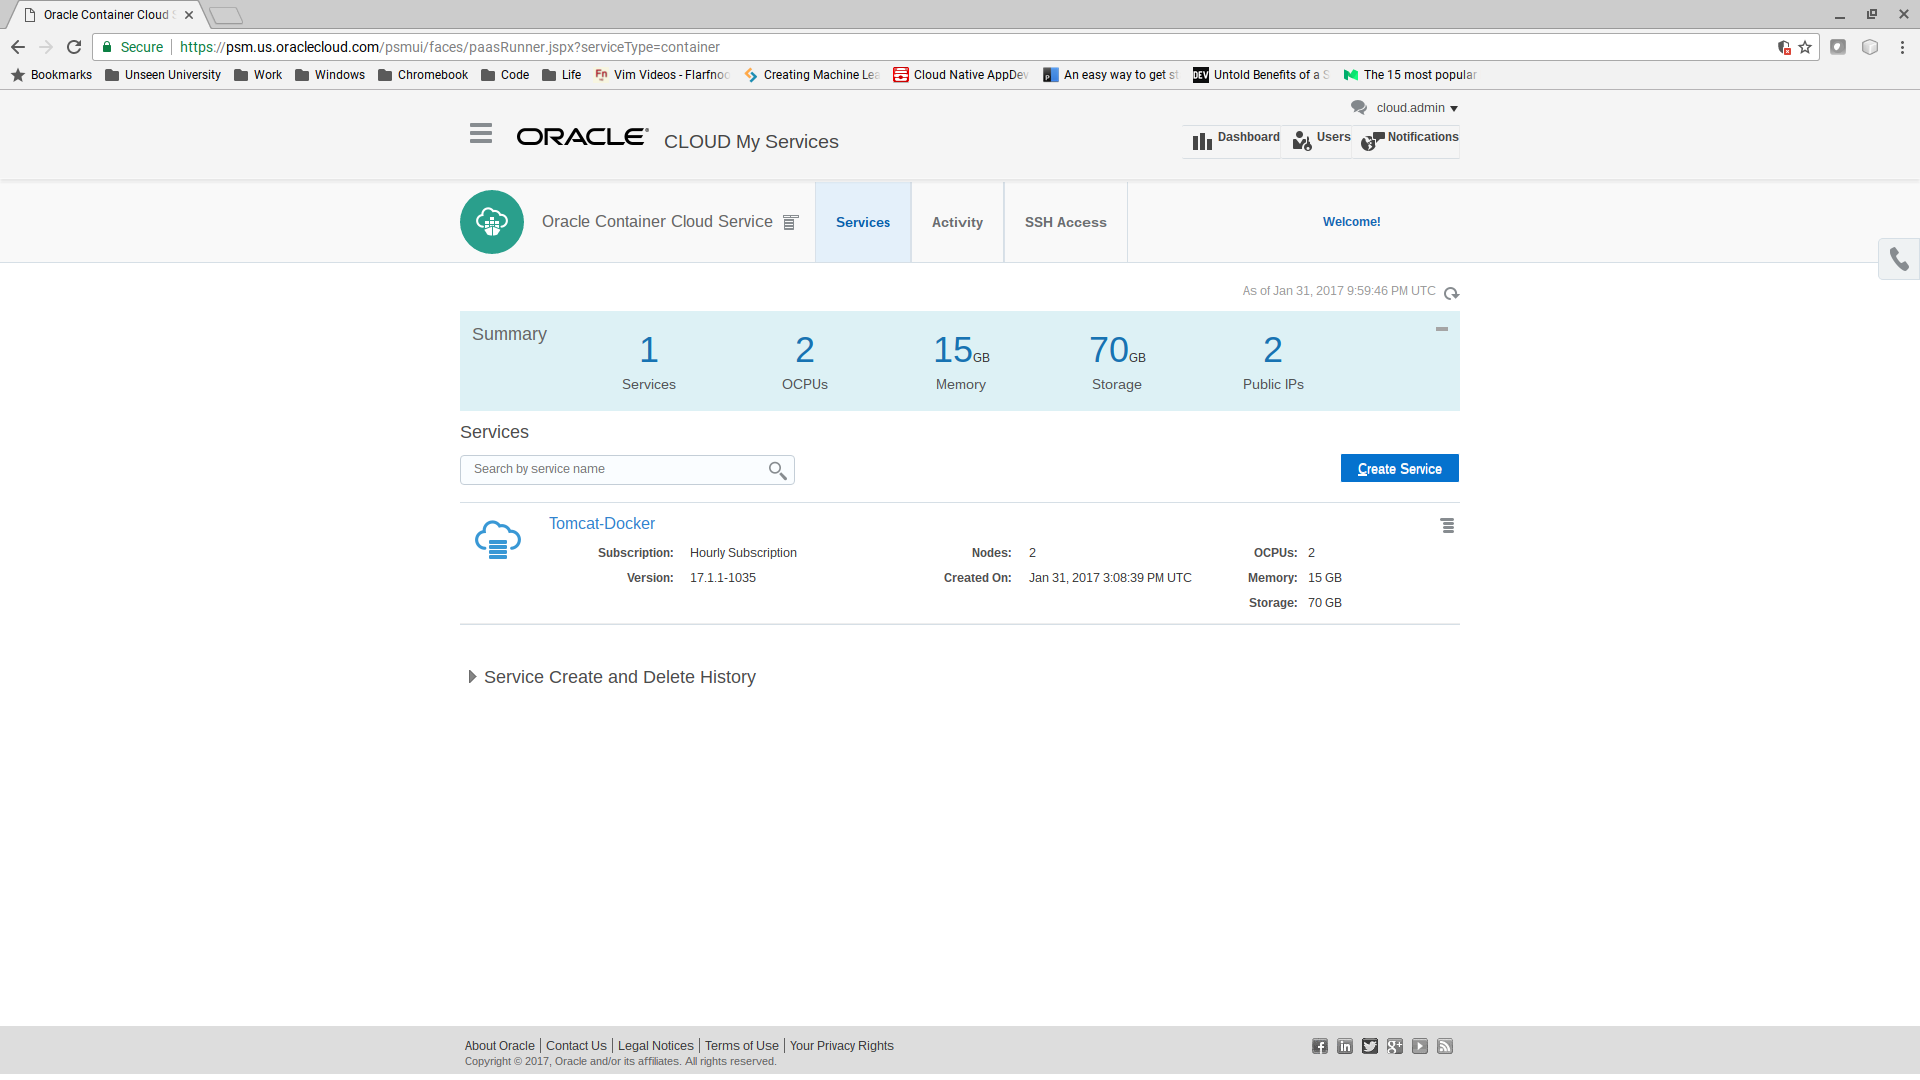 Oracle Container Cloud S
Secure https://psm.us.oraclecloud.com/psmui/faces/paasRunner.jspx?serviceType=container
Bookmarks Unseen University Work Windows Chromebook Code Life Fn Vim Videos - Flarfnoo Creating Machine Lea Cloud Native AppDev An easy way to get st DEV Untold Benefits of a S The 15 most popular
cloud.admin
ORACLE CLOUD My Services
Dashboard Users Notifications
Oracle Container Cloud Service Services Activity SSH Access Welcome!
As of Jan 31, 2017 9:59:46 PM UTC
Summary
1 2 15GB 70GB 2
Services OCPUs Memory Storage Public IPs
Services
Search by service name Create Service
Tomcat-Docker
Subscription: Hourly Subscription Nodes: 2 OCPUs: 2
Version: 17.1.1-1035 Created On: Jan 31, 2017 3:08:39 PM UTC Memory: 15 GB
Storage: 70 GB
Service Create and Delete History
About Oracle | Contact Us | Legal Notices | Terms of Use | Your Privacy Rights
Copyright © 2017, Oracle and/or its affiliates. All rights reserved.